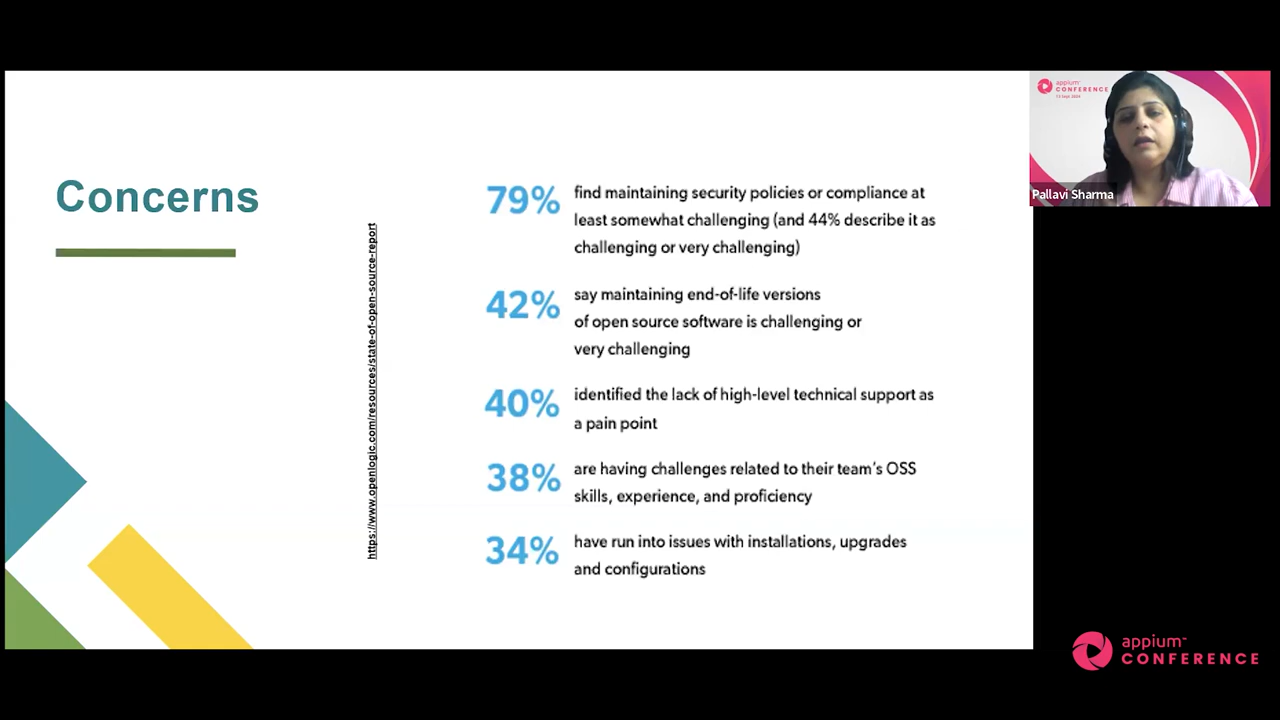 Concerns
https://www.openlogic.com/resources/state-of-open-source-report
79%
find maintaining security policies or compliance at
least somewhat challenging (and 44% describe it as
challenging or very challenging)
42%
say maintaining end-of-life versions
of open source software is challenging or
very challenging
40%
identified the lack of high-level technical support as
a pain point
38%
are having challenges related to their team's OSS
skills, experience, and proficiency
34%
have run into issues with installations, upgrades
and configurations
appium
CONFERENCE
Pallavi Sharma
appium
CONFERENCE